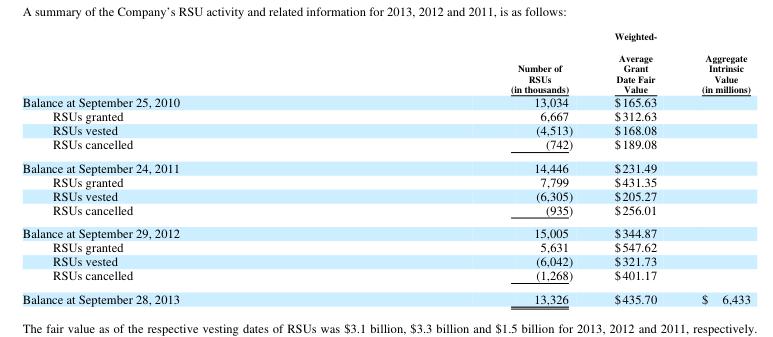 A summary of the Company's RSU activity and related information for 2013, 2012 and 2011, is as follows:
Weighted-
Average Aggregate
Number of Grant Intrinsic
RSUs Date Fair Value
(in thousands) Value (in millions)
Balance at September 25, 2010 13,034 $165.63
RSUs granted 6,667 $312.63
RSUs vested (4,513) $168.08
RSUs cancelled (742) $189.08
Balance at September 24, 2011 14,446 $231.49
RSUs granted 7,799 $431.35
RSUs vested (6,305) $205.27
RSUs cancelled (935) $256.01
Balance at September 29, 2012 15,005 $344.87
RSUs granted 5,631 $547.62
RSUs vested (6,042) $321.73
RSUs cancelled (1,268) $401.17
Balance at September 28, 2013 13,326 $435.70 $ 6,433
The fair value as of the respective vesting dates of RSUs was $3.1 billion, $3.3 billion and $1.5 billion for 2013, 2012 and 2011, respectively.